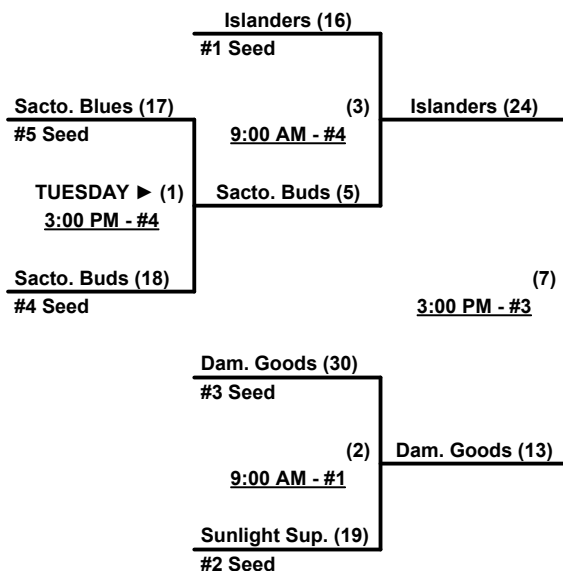 Islanders (16)
#1 Seed
Sacto. Blues (17)
(3)
Islanders (24)
#5 Seed
9:00 AM - #4
TUESDAY ► (1)
Sacto. Buds (5)
3:00 PM - #4
Sacto. Buds (18)
(7)
#4 Seed
3:00 PM - #3
Dam. Goods (30)
#3 Seed
(2)
Dam. Goods (13)
9:00 AM - #1
Sunlight Sup. (19)
#2 Seed